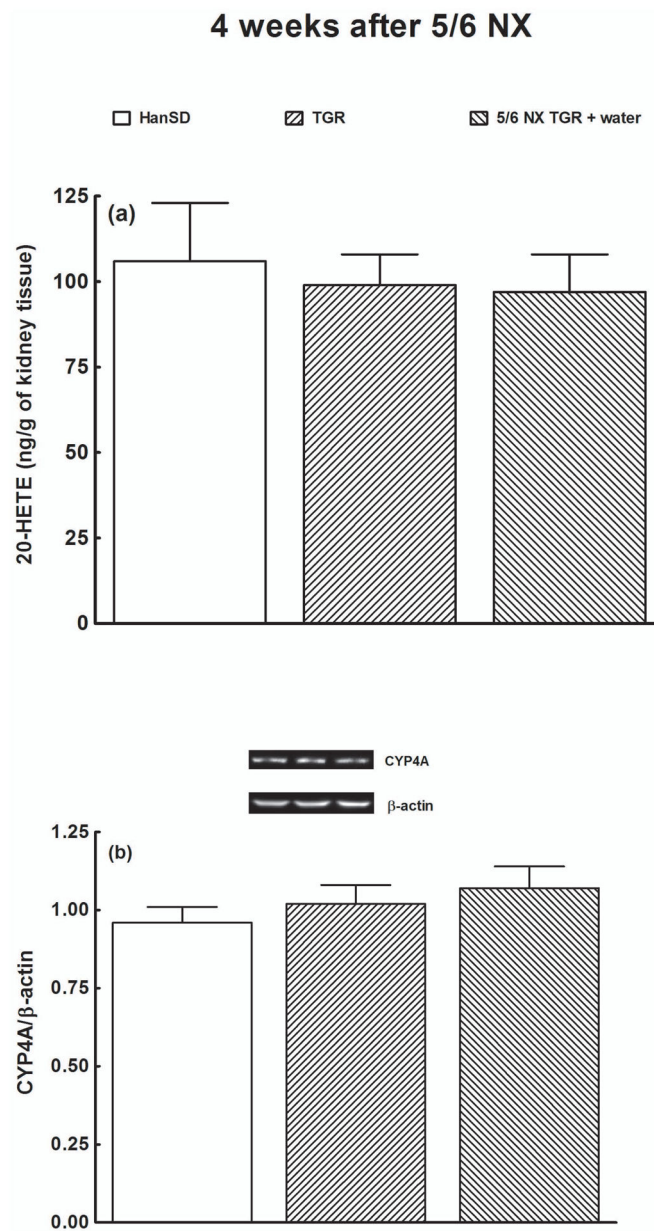 4 weeks after 5/6 NX
HanSD TGR 5/6 NX TGR + water
(a)
20-HETE (ng/g of kidney tissue)
125
100
75
50
25
0
CYP4A
β-actin
(b)
CYP4A/β-actin
1.25
1.00
0.75
0.50
0.25
0.00